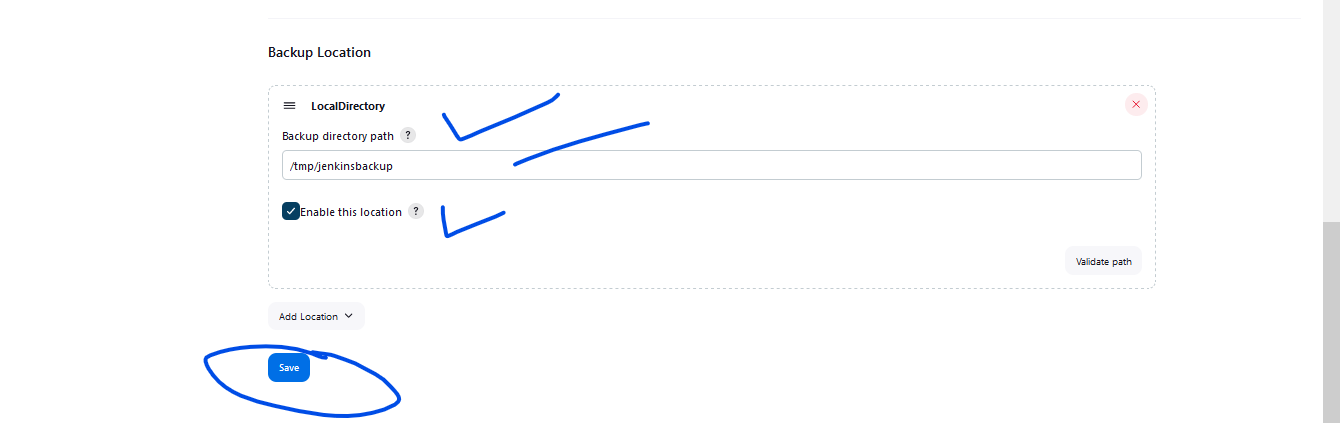 Backup Location
LocalDirectory
Backup directory path ?
/tmp/jenkinsbackup
Enable this location ?
Validate path
Add Location
Save